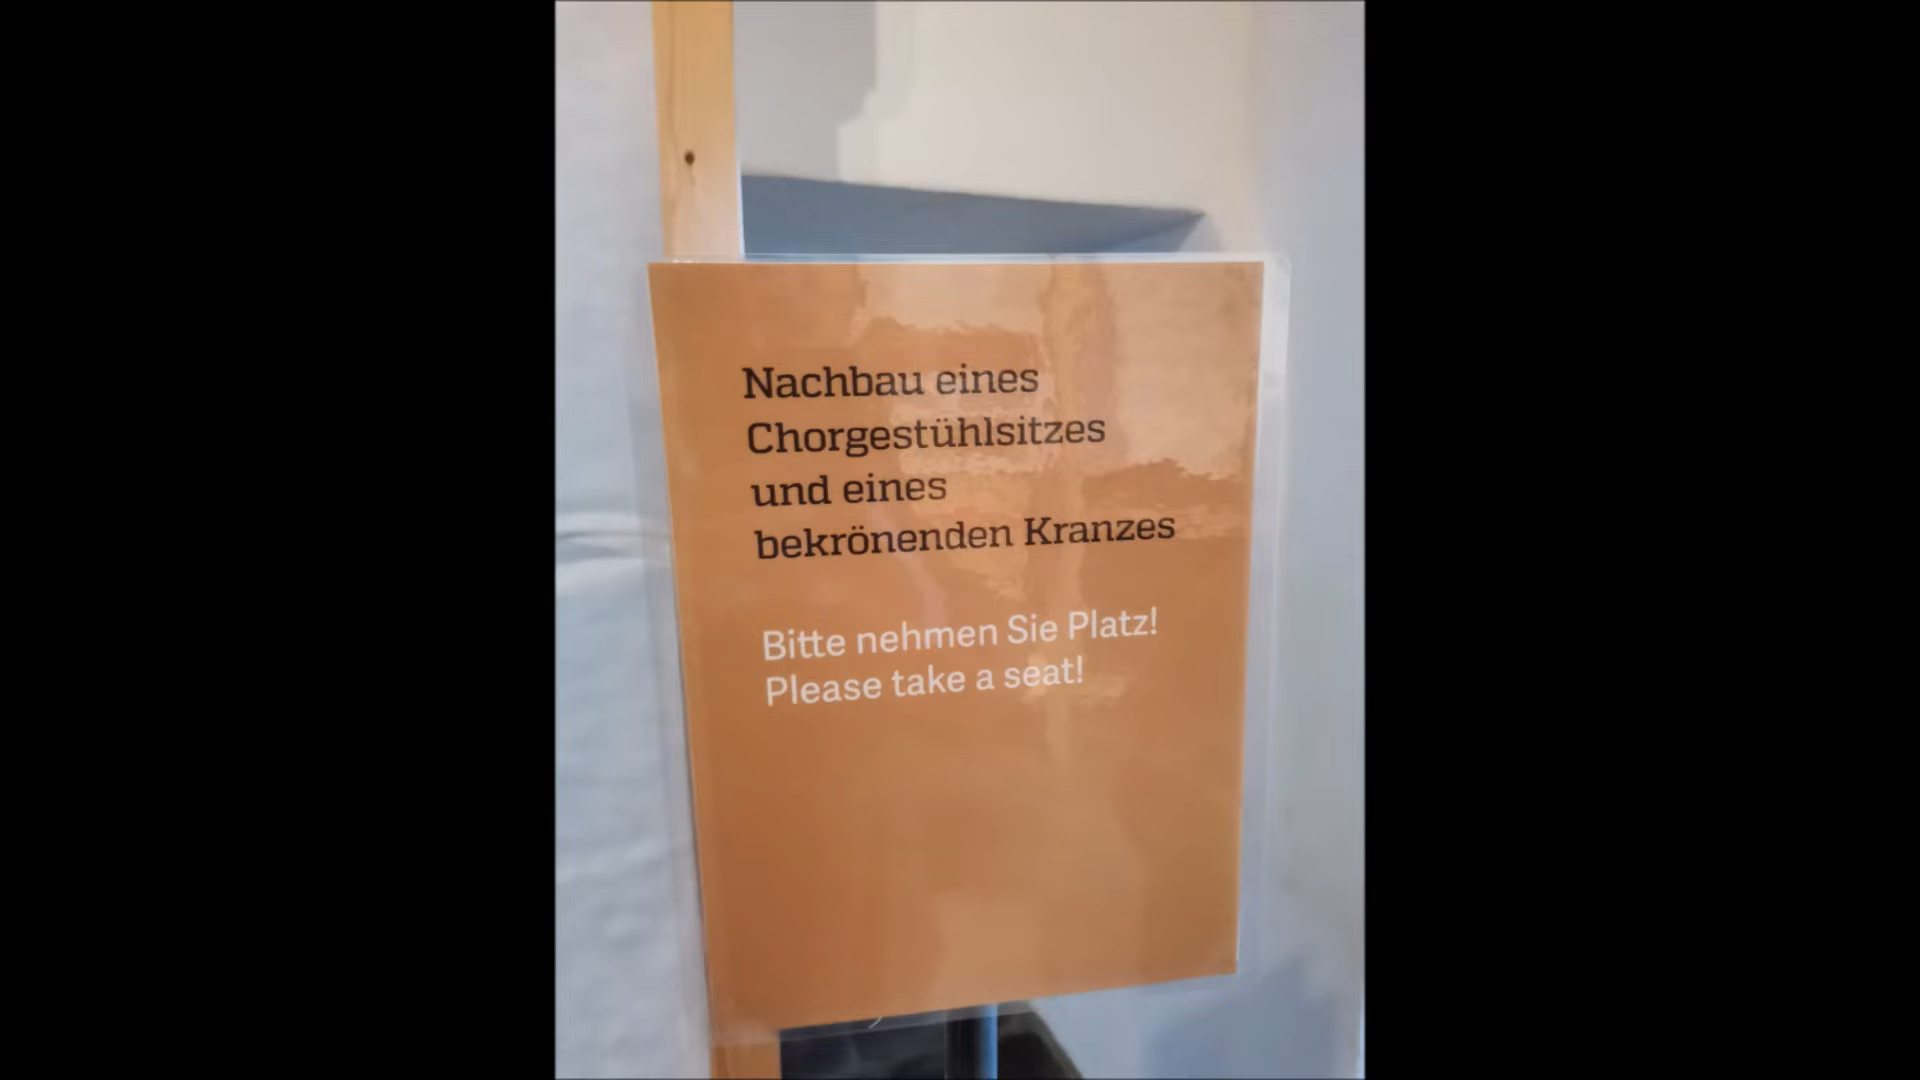 Nachbau eines
Chorgestühlsitzes
und eines
bekrönenden Kranzes
Bitte nehmen Sie Platz!
Please take a seat!